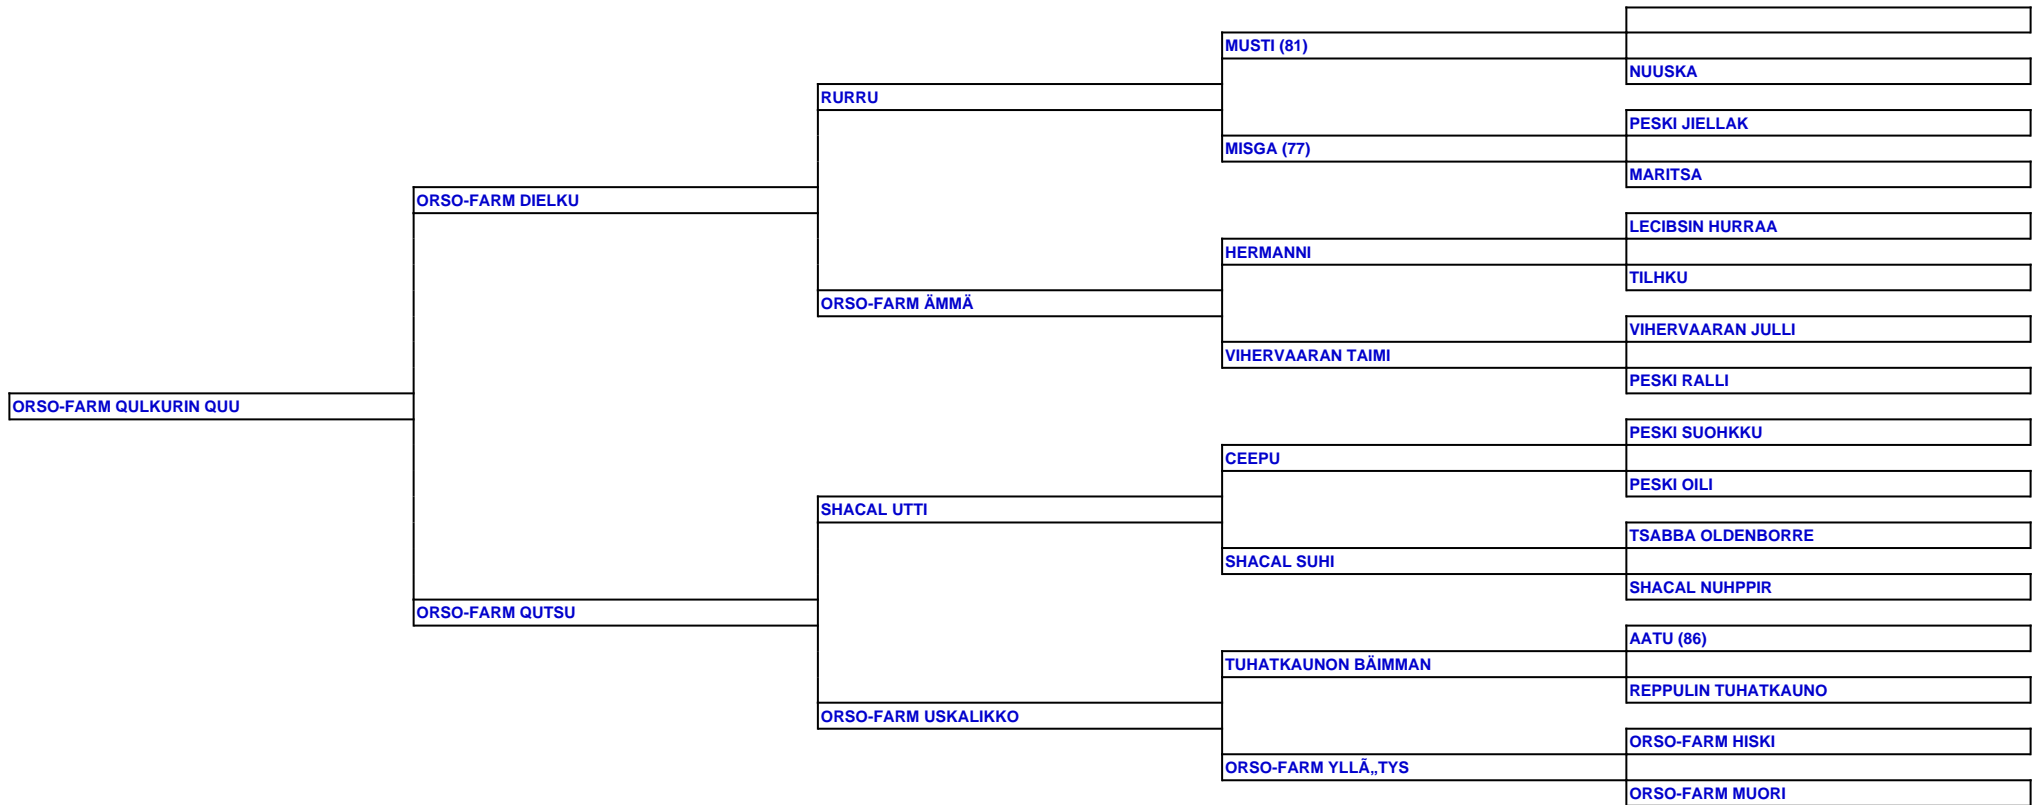 MUSTI (81)
NUUSKA
RURRU
PESKI JIELLAK
MISGA (77)
MARITSA
ORSO-FARM DIELKU
LECIBSIN HURRAA
HERMANNI
TILHKU
ORSO-FARM ÄMMÄ
VIHERVAARAN JULLI
VIHERVAARAN TAIMI
PESKI RALLI
ORSO-FARM QULKURIN QUU
PESKI SUOHKKU
CEEPU
PESKI OILI
SHACAL UTTI
TSABBA OLDENBORRE
SHACAL SUHI
SHACAL NUHPPIR
ORSO-FARM QUTSU
AATU (86)
TUHATKAUNON BÄIMMAN
REPPULIN TUHATKAUNO
ORSO-FARM USKALIKKO
ORSO-FARM HISKI
ORSO-FARM YLLÃ„TYS
ORSO-FARM MUORI